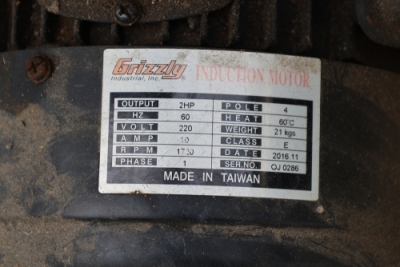 Grizzly INDUCTION MOTOR
Industrial, Inc.
OUTPUT 2HP POLE 4
HZ 60 HEAT 60°C
VOLT 220 WEIGHT 21 kgs
AMP 10 CLASS E
RPM DATE 2016.11
PHASE 1 SER.NO. OJ 0286
MADE IN TAIWAN